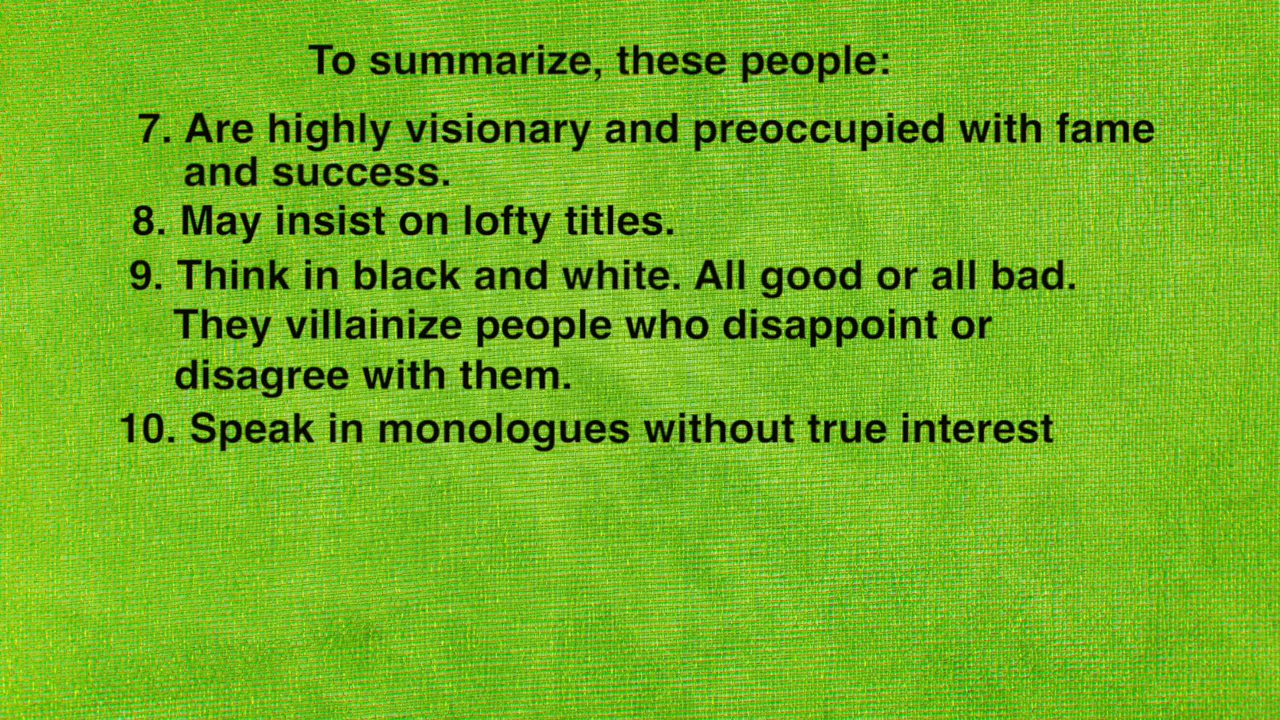 To summarize, these people:
7. Are highly visionary and preoccupied with fame
and success.
8. May insist on lofty titles.
9. Think in black and white. All good or all bad.
They villainize people who disappoint or
disagree with them.
10. Speak in monologues without true interest